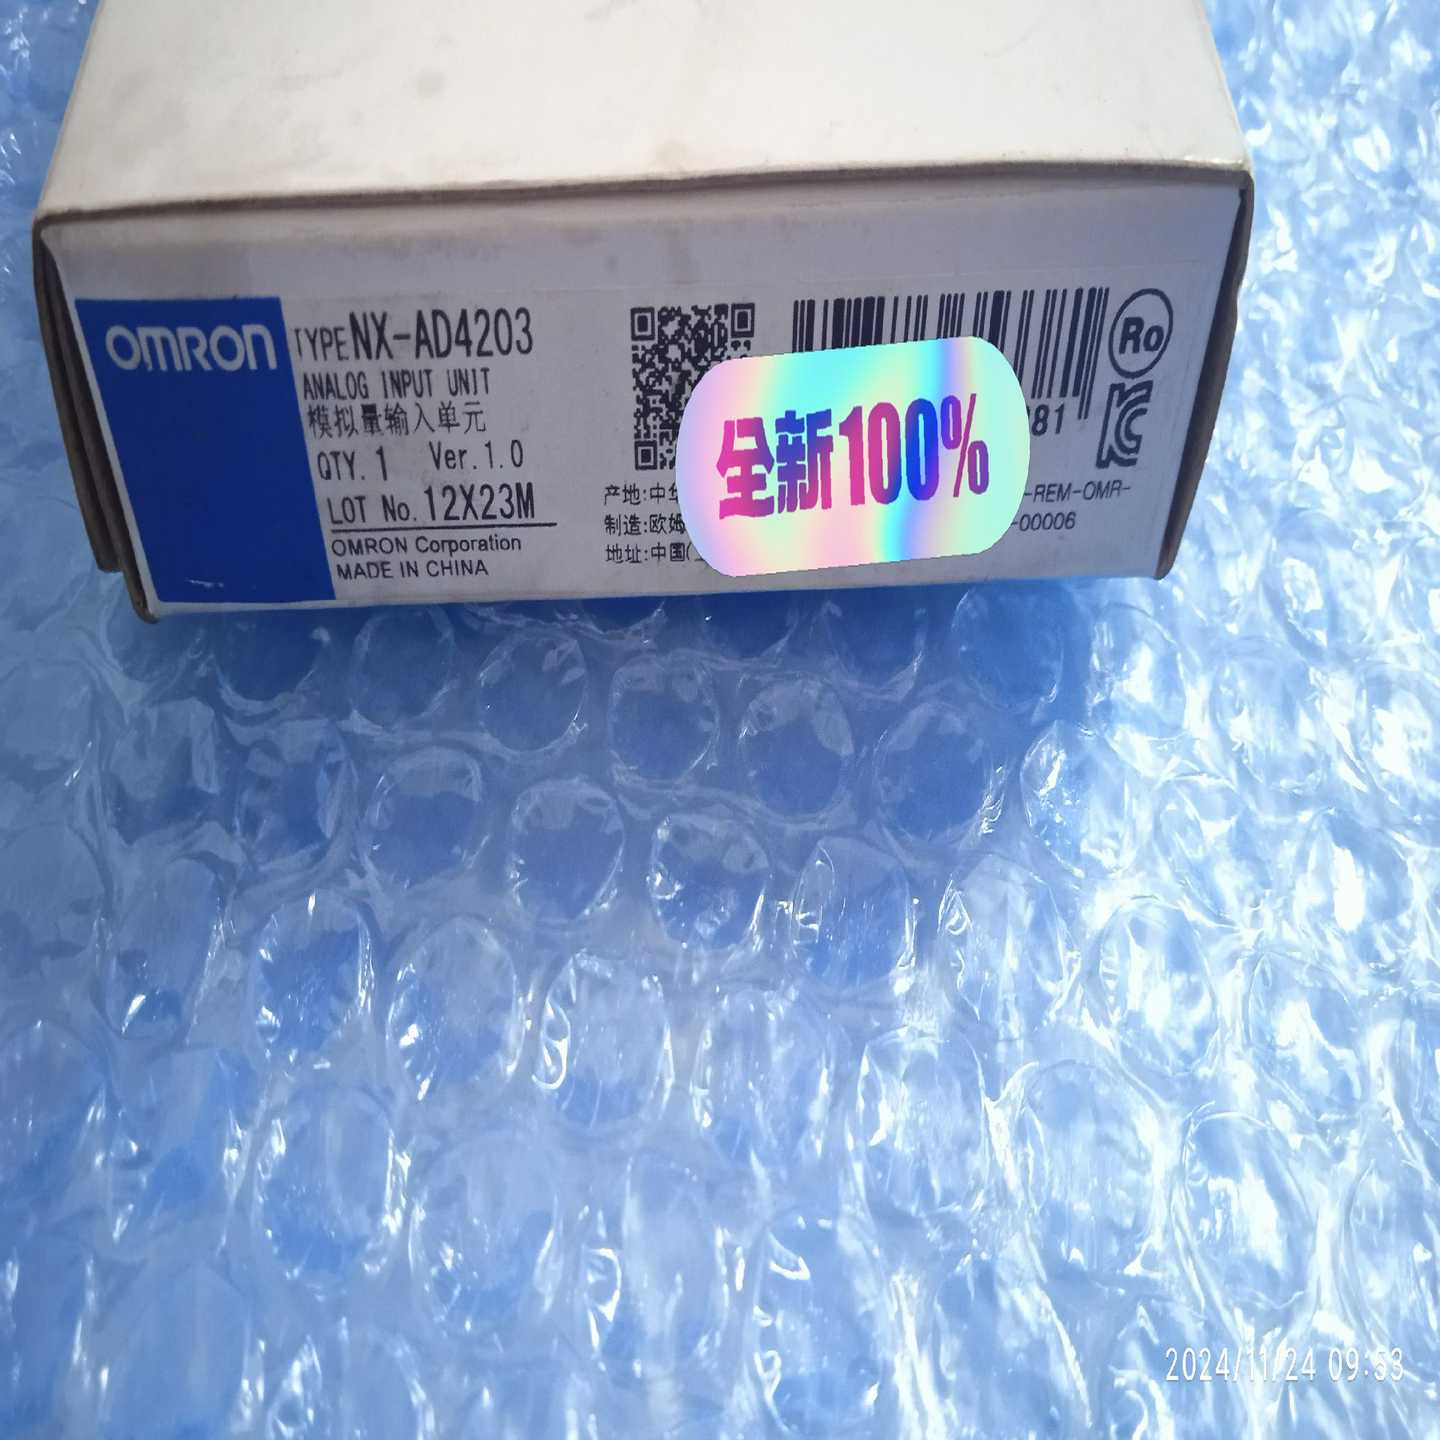 OMRON
TYPE NX-AD4203
ANALOG INPUT UNIT
模拟量输入单元
QTY. 1 Ver.1.0
LOT No. 12X23M
OMRON Corporation
MADE IN CHINA
产地:中华
制造:欧姆
地址:中国(
全新100%
Ro
81
-REM-OMR-
-00006
2024/11/24 09:53